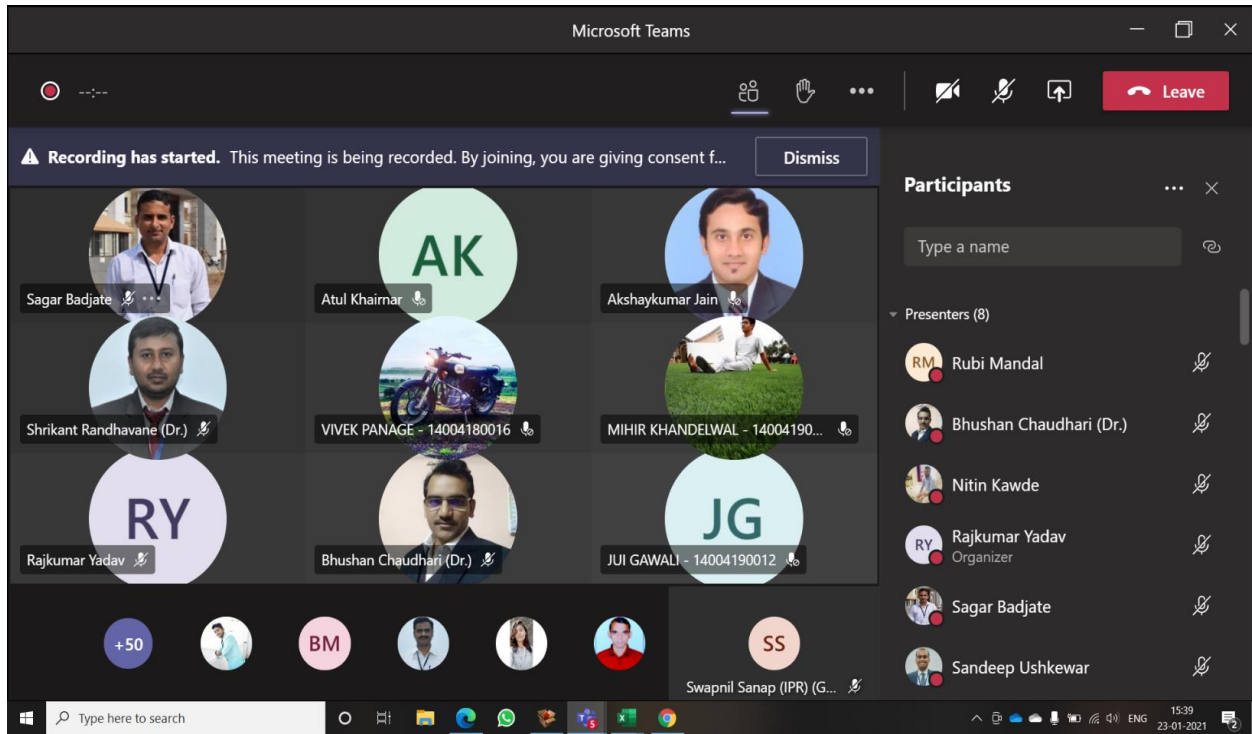 Microsoft Teams
--:--
Leave
Recording has started. This meeting is being recorded. By joining, you are giving consent f...
Dismiss
Participants
Type a name
Presenters (8)
Sagar Badjate
AK
Atul Khairnar
Akshaykumar Jain
Shrikant Randhavane (Dr.)
VIVEK PANAGE - 14004180016
MIHIR KHANDELWAL - 14004190...
RY
Rajkumar Yadav
Bhushan Chaudhari (Dr.)
JG
JUI GAWALI - 14004190012
+50
BM
SS
Swapnil Sanap (IPR) (G...
RM
Rubi Mandal
Bhushan Chaudhari (Dr.)
Nitin Kawde
RY
Rajkumar Yadav
Organizer
Sagar Badjate
Sandeep Ushkewar
Type here to search
5
ENG
15:39
23-01-2021
2